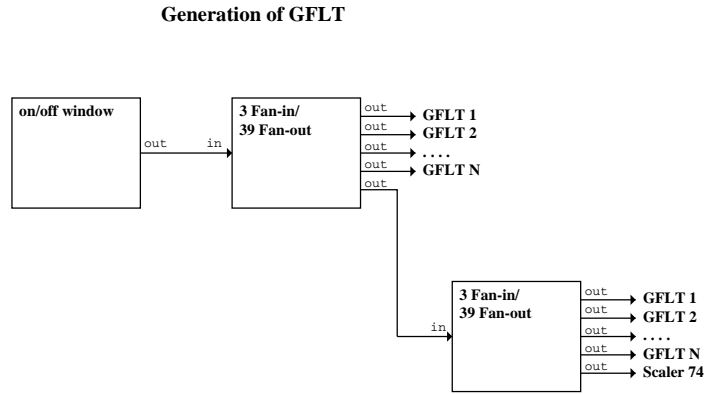 Generation of GFLT
on/off window
out
in
3 Fan-in/
39 Fan-out
out
GFLT 1
out
GFLT 2
out
. . . .
out
GFLT N
out
in
3 Fan-in/
39 Fan-out
out
GFLT 1
out
GFLT 2
out
. . . .
out
GFLT N
out
Scaler 74